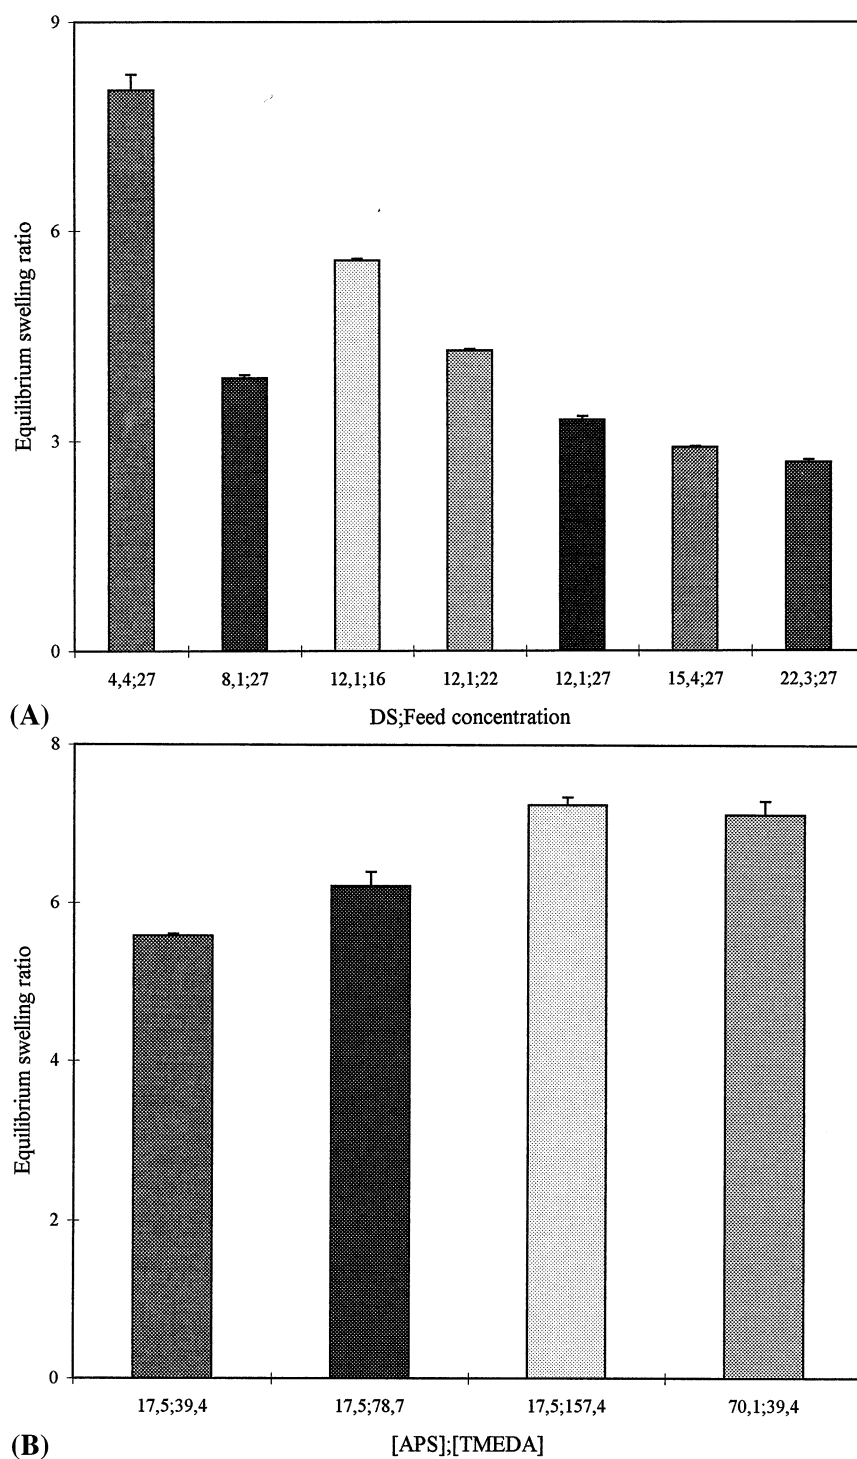 9
6
3
0
Equilibrium swelling ratio
4,4;27 8,1;27 12,1;16 12,1;22 12,1;27 15,4;27 22,3;27
(A) DS;Feed concentration
8
6
4
2
0
Equilibrium swelling ratio
17,5;39,4 17,5;78,7 17,5;157,4 70,1;39,4
(B) [APS];[TMEDA]